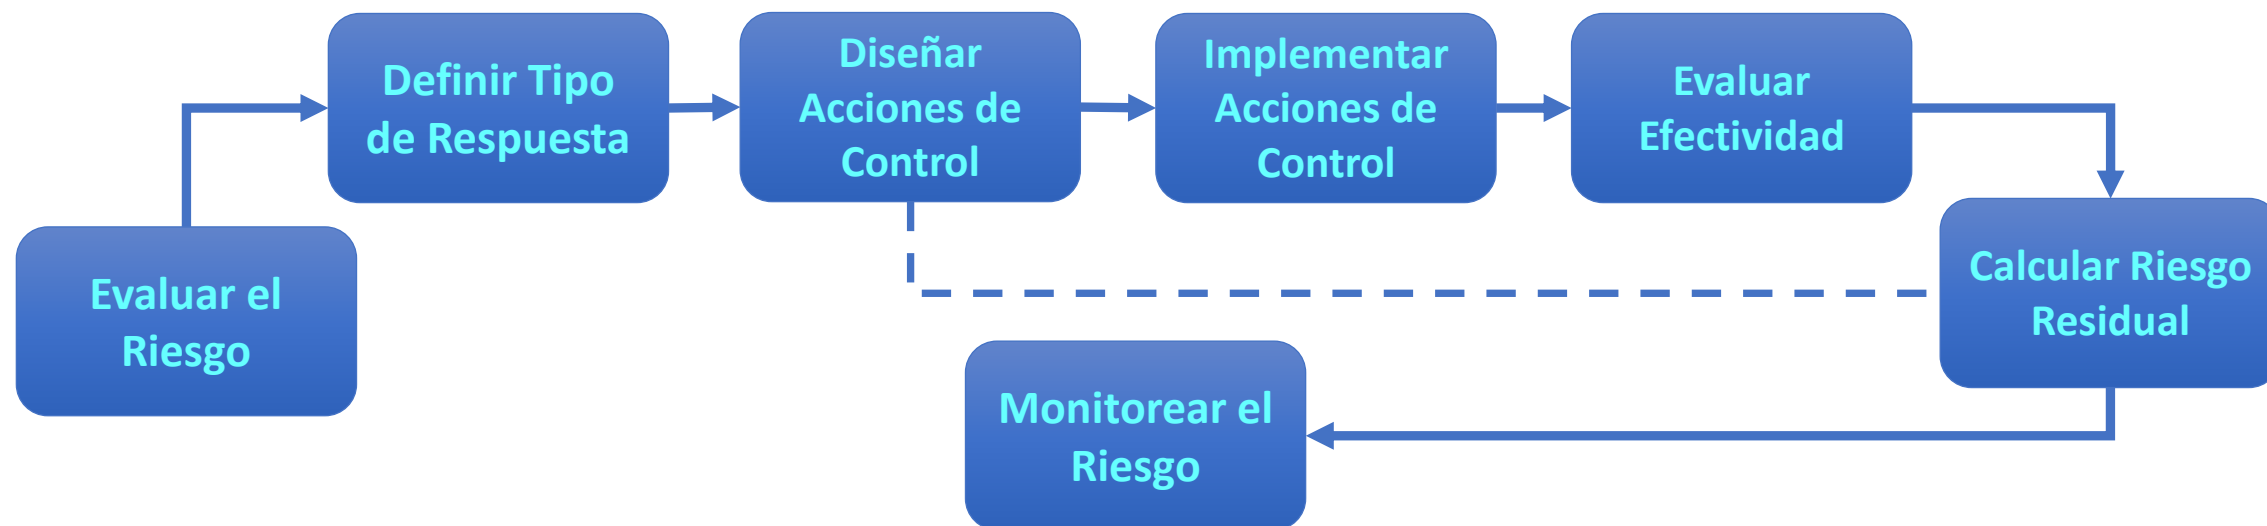 Evaluar el
Riesgo
Definir Tipo
de Respuesta
Diseñar
Acciones de
Control
Implementar
Acciones de
Control
Evaluar
Efectividad
Calcular Riesgo
Residual
Monitorear el
Riesgo